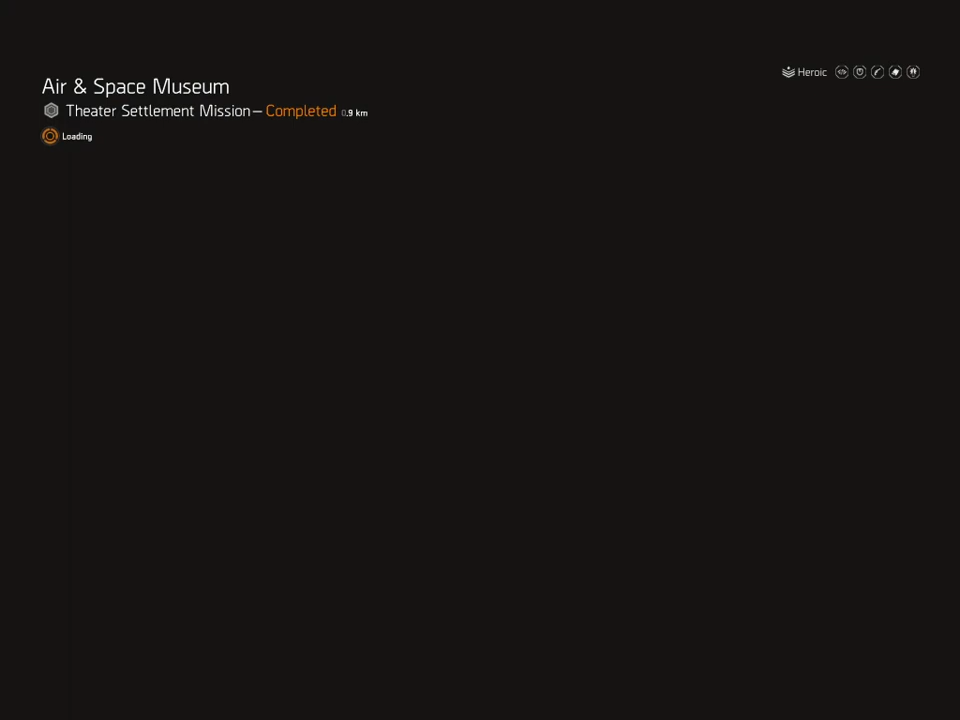 Air & Space Museum
Heroic
Theater Settlement Mission — Completed 0.9 km
Loading